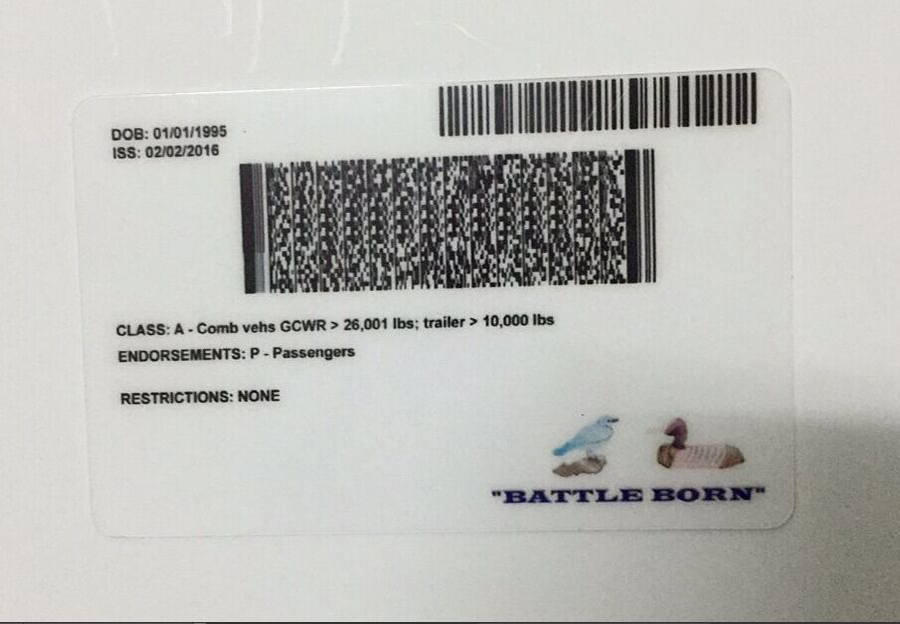 DOB: 01/01/1995
ISS: 02/02/2016
CLASS: A - Comb vehs GCWR > 26,001 lbs; trailer > 10,000 lbs
ENDORSEMENTS: P - Passengers
RESTRICTIONS: NONE
"BATTLE BORN"